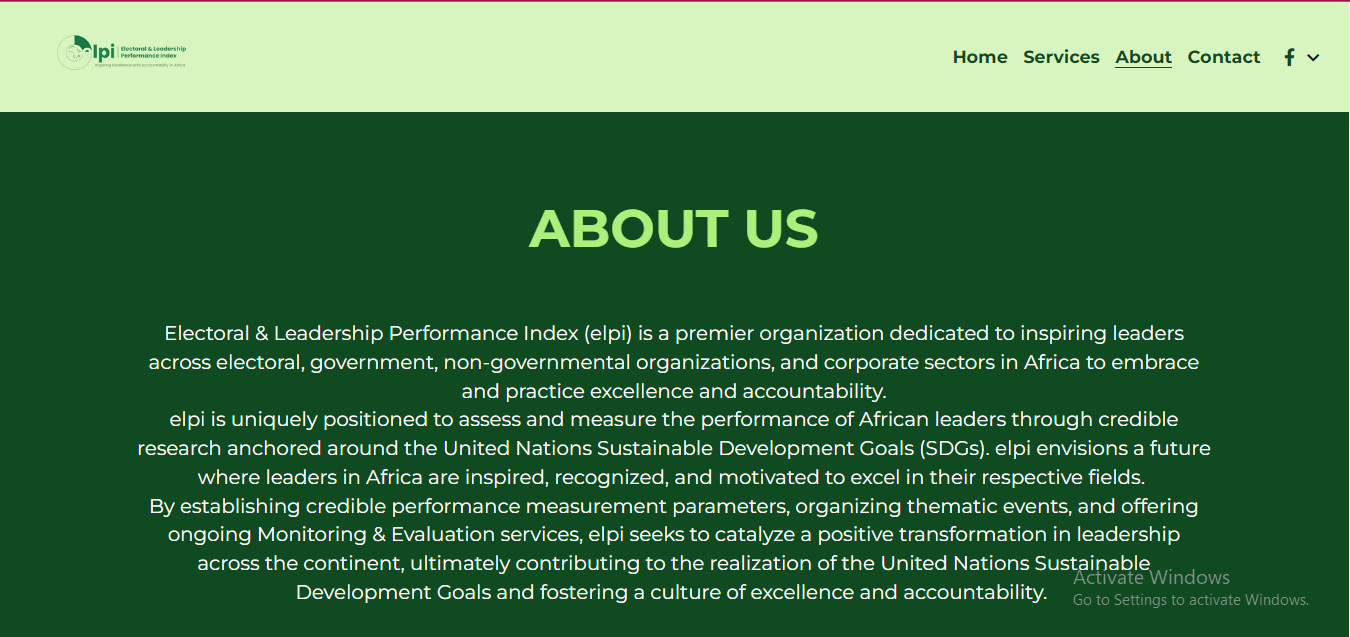 elpi
Electoral & Leadership
Performance Index
Inspiring Excellence and Accountability in Africa
Home Services About Contact
ABOUT US
Electoral & Leadership Performance Index (elpi) is a premier organization dedicated to inspiring leaders
across electoral, government, non-governmental organizations, and corporate sectors in Africa to embrace
and practice excellence and accountability.
elpi is uniquely positioned to assess and measure the performance of African leaders through credible
research anchored around the United Nations Sustainable Development Goals (SDGs). elpi envisions a future
where leaders in Africa are inspired, recognized, and motivated to excel in their respective fields.
By establishing credible performance measurement parameters, organizing thematic events, and offering
ongoing Monitoring & Evaluation services, elpi seeks to catalyze a positive transformation in leadership
across the continent, ultimately contributing to the realization of the United Nations Sustainable
Development Goals and fostering a culture of excellence and accountability.
Activate Windows
Go to Settings to activate Windows.